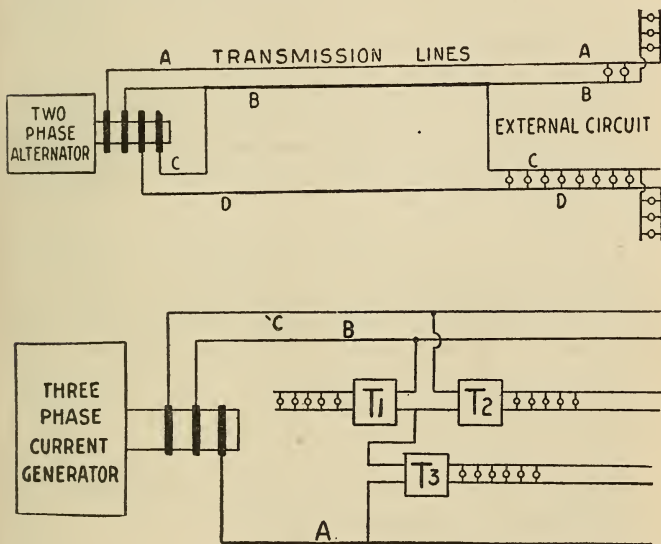 A TRANSMISSION LINES A
B B
TWO
PHASE
ALTERNATOR
EXTERNAL CIRCUIT
C C
D D
C B
THREE
PHASE
CURRENT
GENERATOR
T1 T2
T3
A